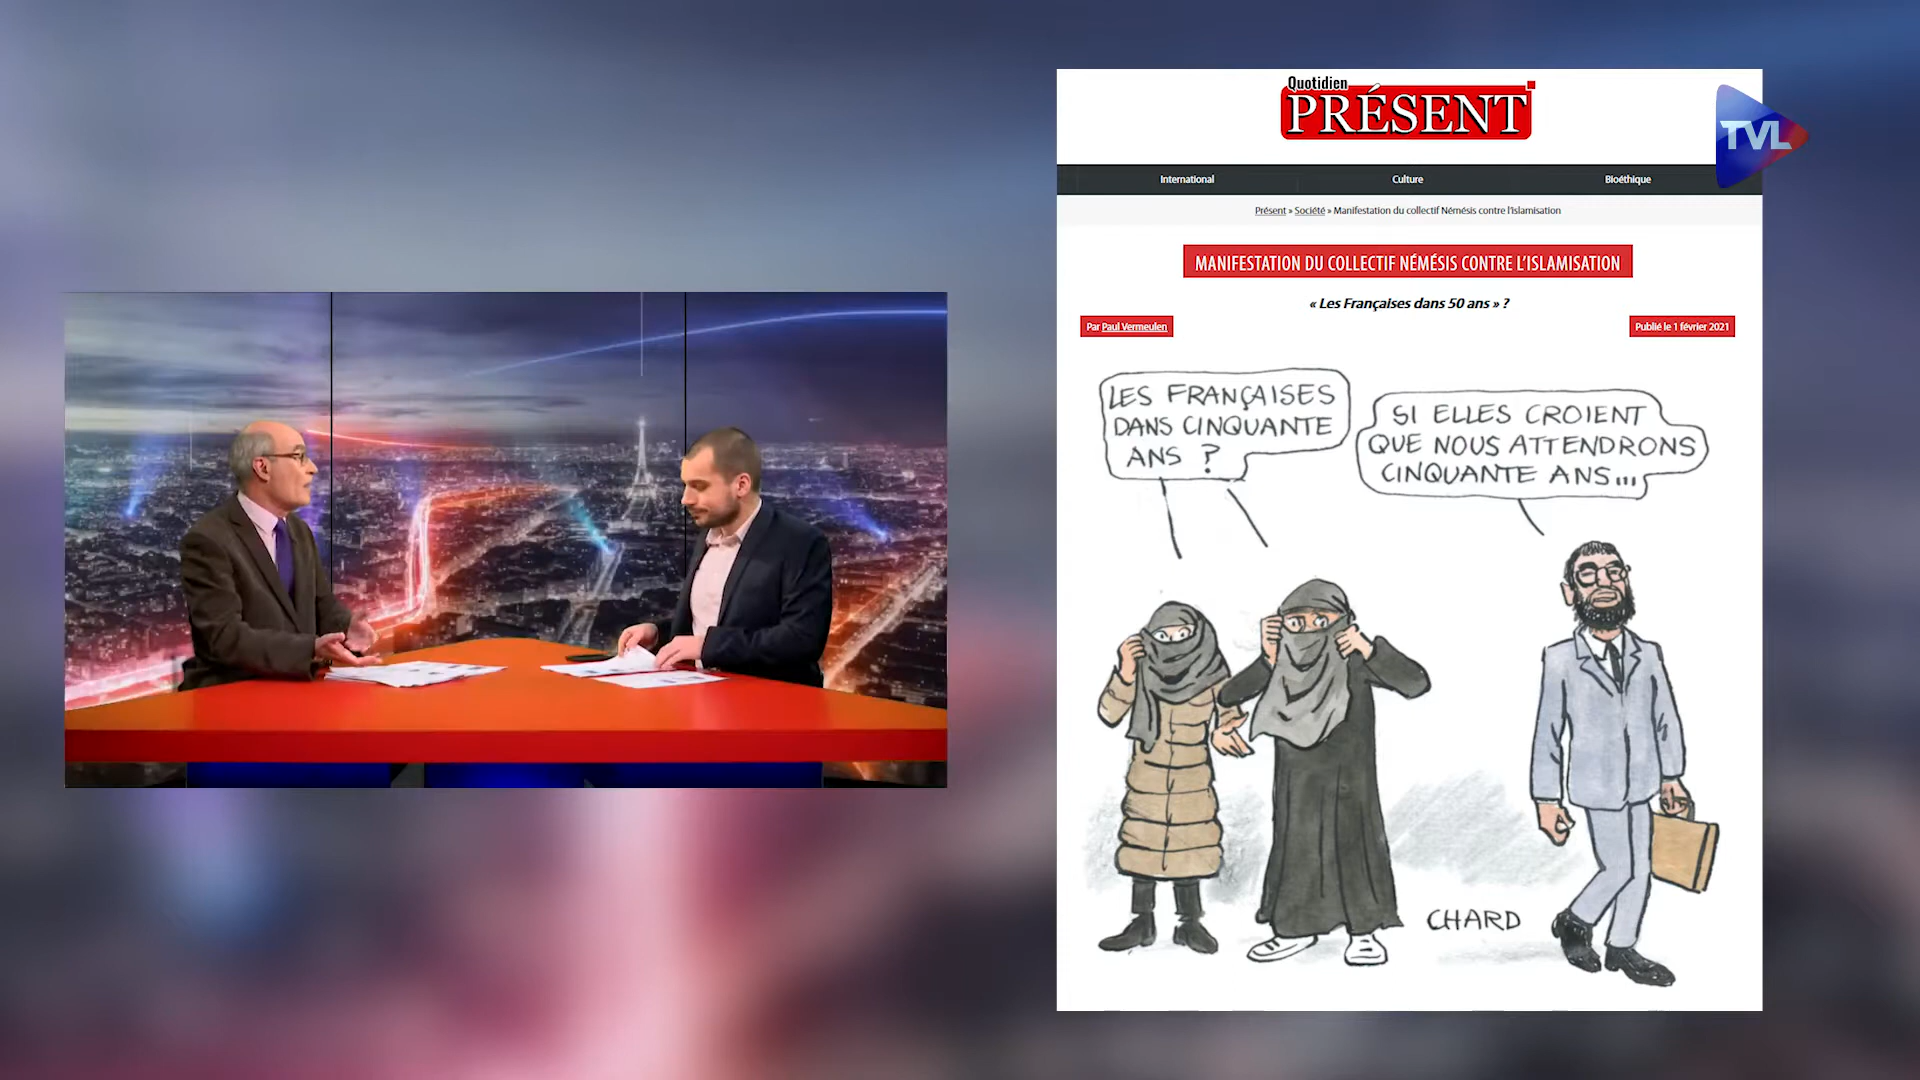 Quotidien
PRÉSENT
TVL
International
Culture
Bioéthique
Présent » Société » Manifestation du collectif Némésis contre l'islamisation
MANIFESTATION DU COLLECTIF NÉMÉSIS CONTRE L'ISLAMISATION
« Les Françaises dans 50 ans » ?
Par Paul Vermeulen
Publié le 1 février 2021
LES FRANÇAISES
DANS CINQUANTE
ANS ?
SI ELLES CROIENT
QUE NOUS ATTENDRONS
CINQUANTE ANS...
CHARD